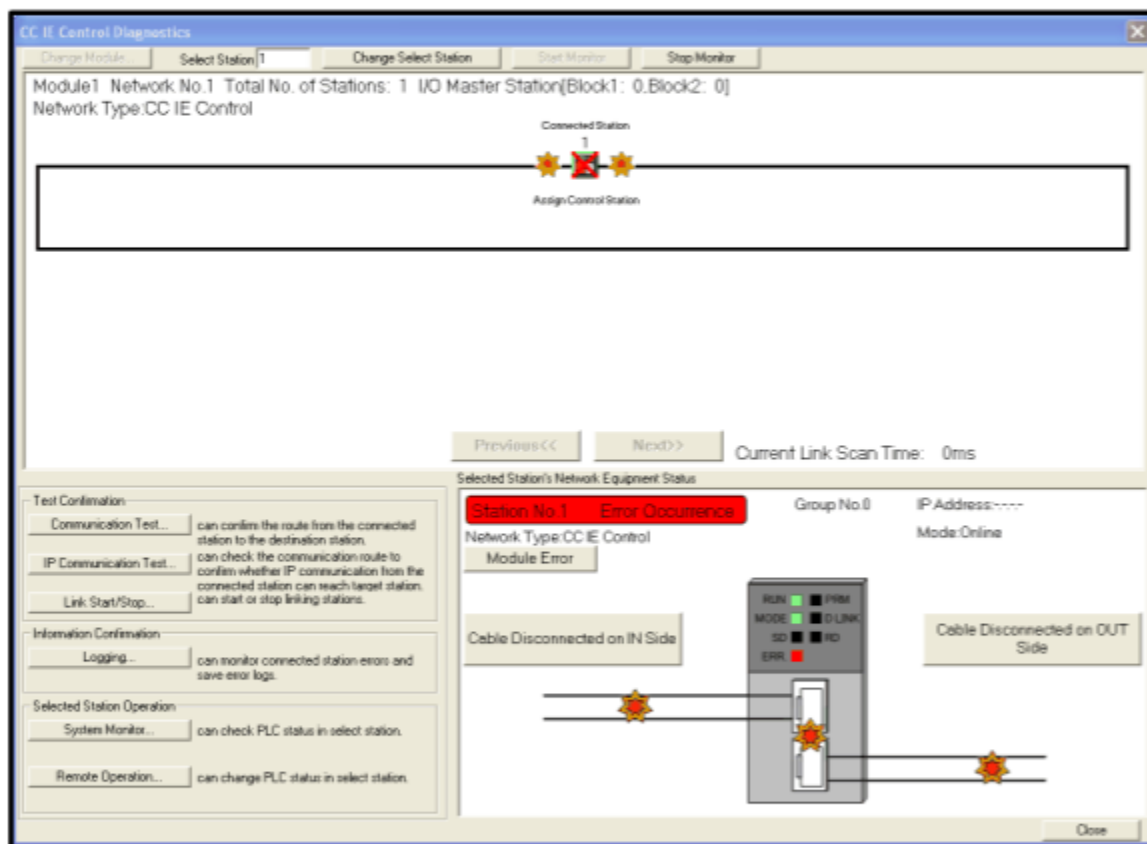 CC IE Control Diagnostics
Change Module... Select Station 1 Change Select Station Start Monitor Stop Monitor
Module1 Network No.1 Total No. of Stations: 1 I/O Master Station[Block1: 0.Block2: 0]
Network Type:CC IE Control
Connected Station
1
Assign Control Station
Previous<< Next>> Current Link Scan Time: 0ms
Test Confirmation
Communication Test... can confirm the route from the connected
station to the destination station.
IP Communication Test... can check the communication route to
confirm whether IP communication from the
connected station can reach target station.
Link Start/Stop... can start or stop linking stations.
Information Confirmation
Logging... can monitor connected station errors and
save error logs.
Selected Station Operation
System Monitor... can check PLC status in select station.
Remote Operation... can change PLC status in select station.
Selected Station's Network Equipment Status
Station No.1 Error Occurrence Group No.0 IP Address:-.-.-.-
Network Type:CC IE Control Mode:Online
Module Error
RUN PRM
MODE D LINK
SD RD
ERR.
Cable Disconnected on IN Side
Cable Disconnected on OUT
Side
Close